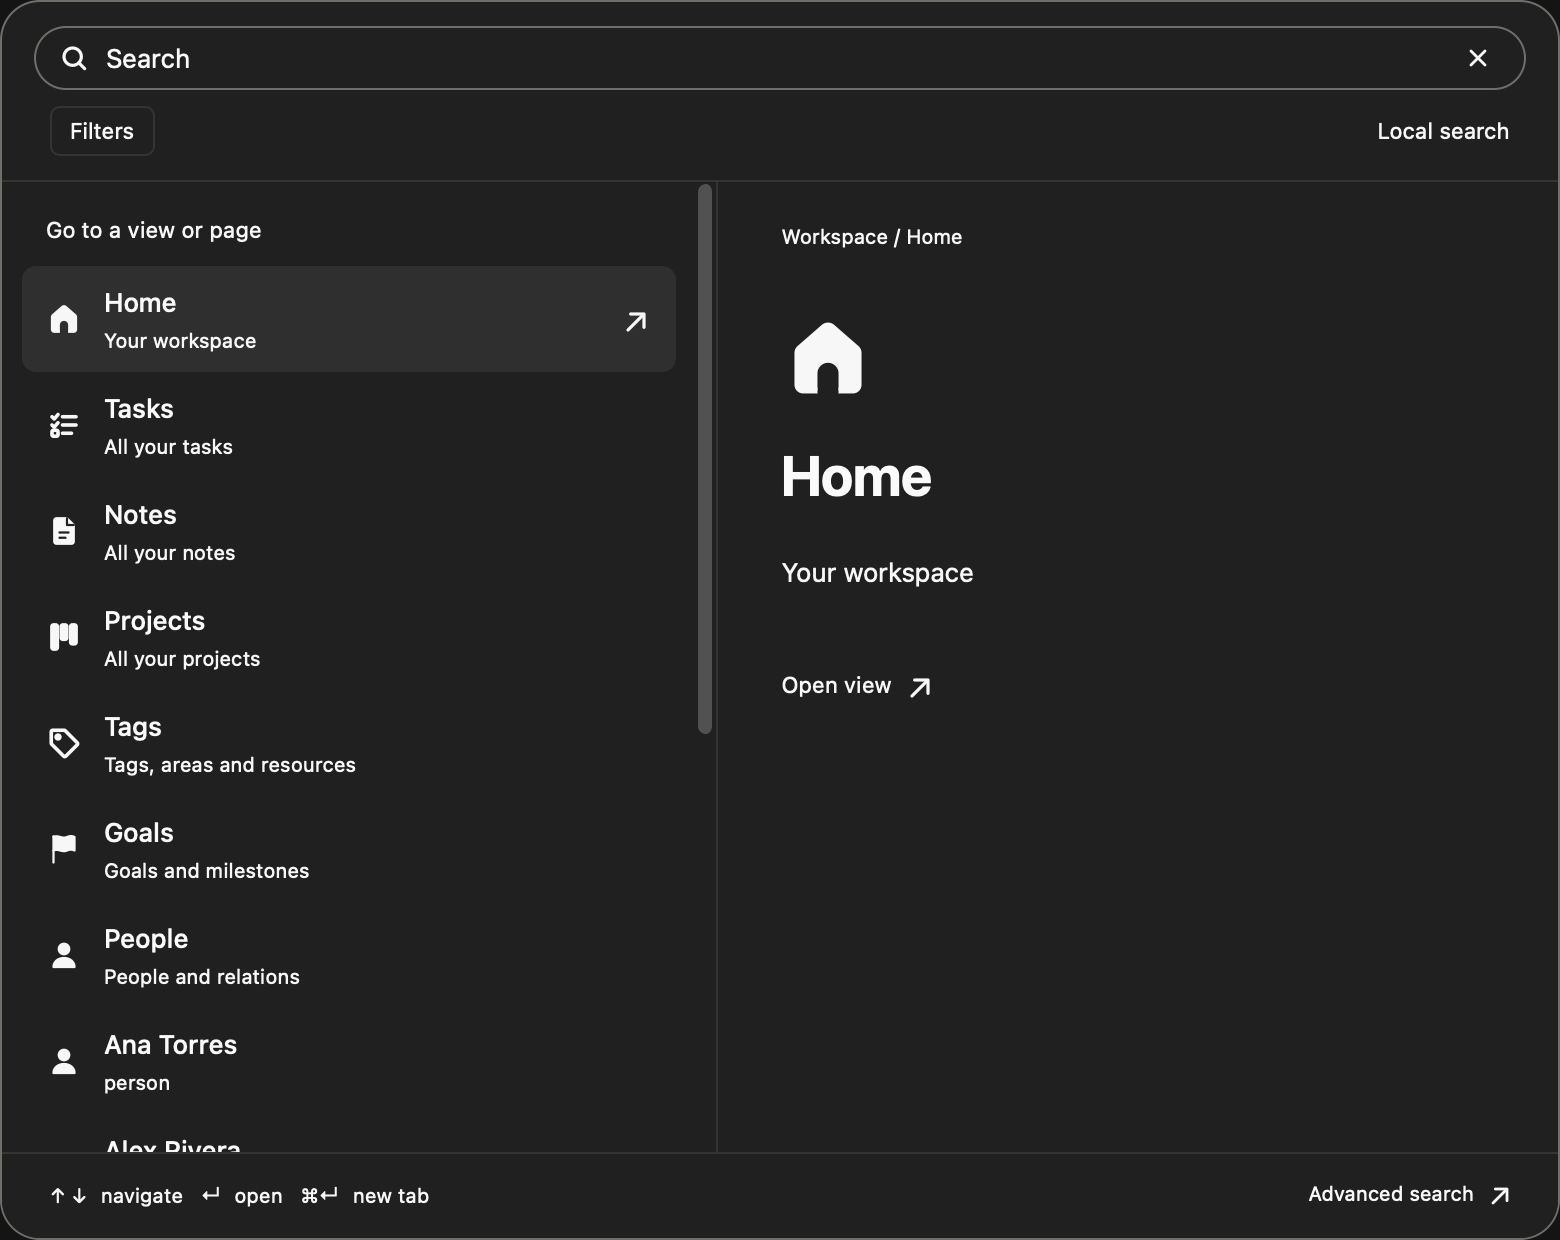 Search
Filters
Local search
Go to a view or page
Home
Your workspace
Tasks
All your tasks
Notes
All your notes
Projects
All your projects
Tags
Tags, areas and resources
Goals
Goals and milestones
People
People and relations
Ana Torres
person
Alex Rivera
Workspace / Home
Home
Your workspace
Open view
↑ ↓ navigate ↵ open ⌘↵ new tab
Advanced search